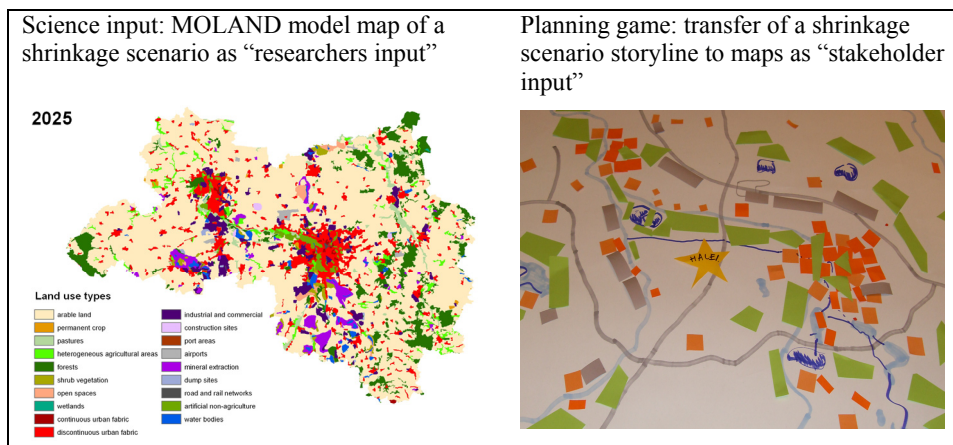 Science input: MOLAND model map of a
shrinkage scenario as “researchers input”
Planning game: transfer of a shrinkage
scenario storyline to maps as “stakeholder
input”
2025
Land use types
arable land
permanent crop
pastures
heterogeneous agricultural areas
forests
shrub vegetation
open spaces
wetlands
continuous urban fabric
discontinuous urban fabric
industrial and commercial
construction sites
port areas
airports
mineral extraction
dump sites
road and rail networks
artificial non-agriculture
water bodies
HALEI